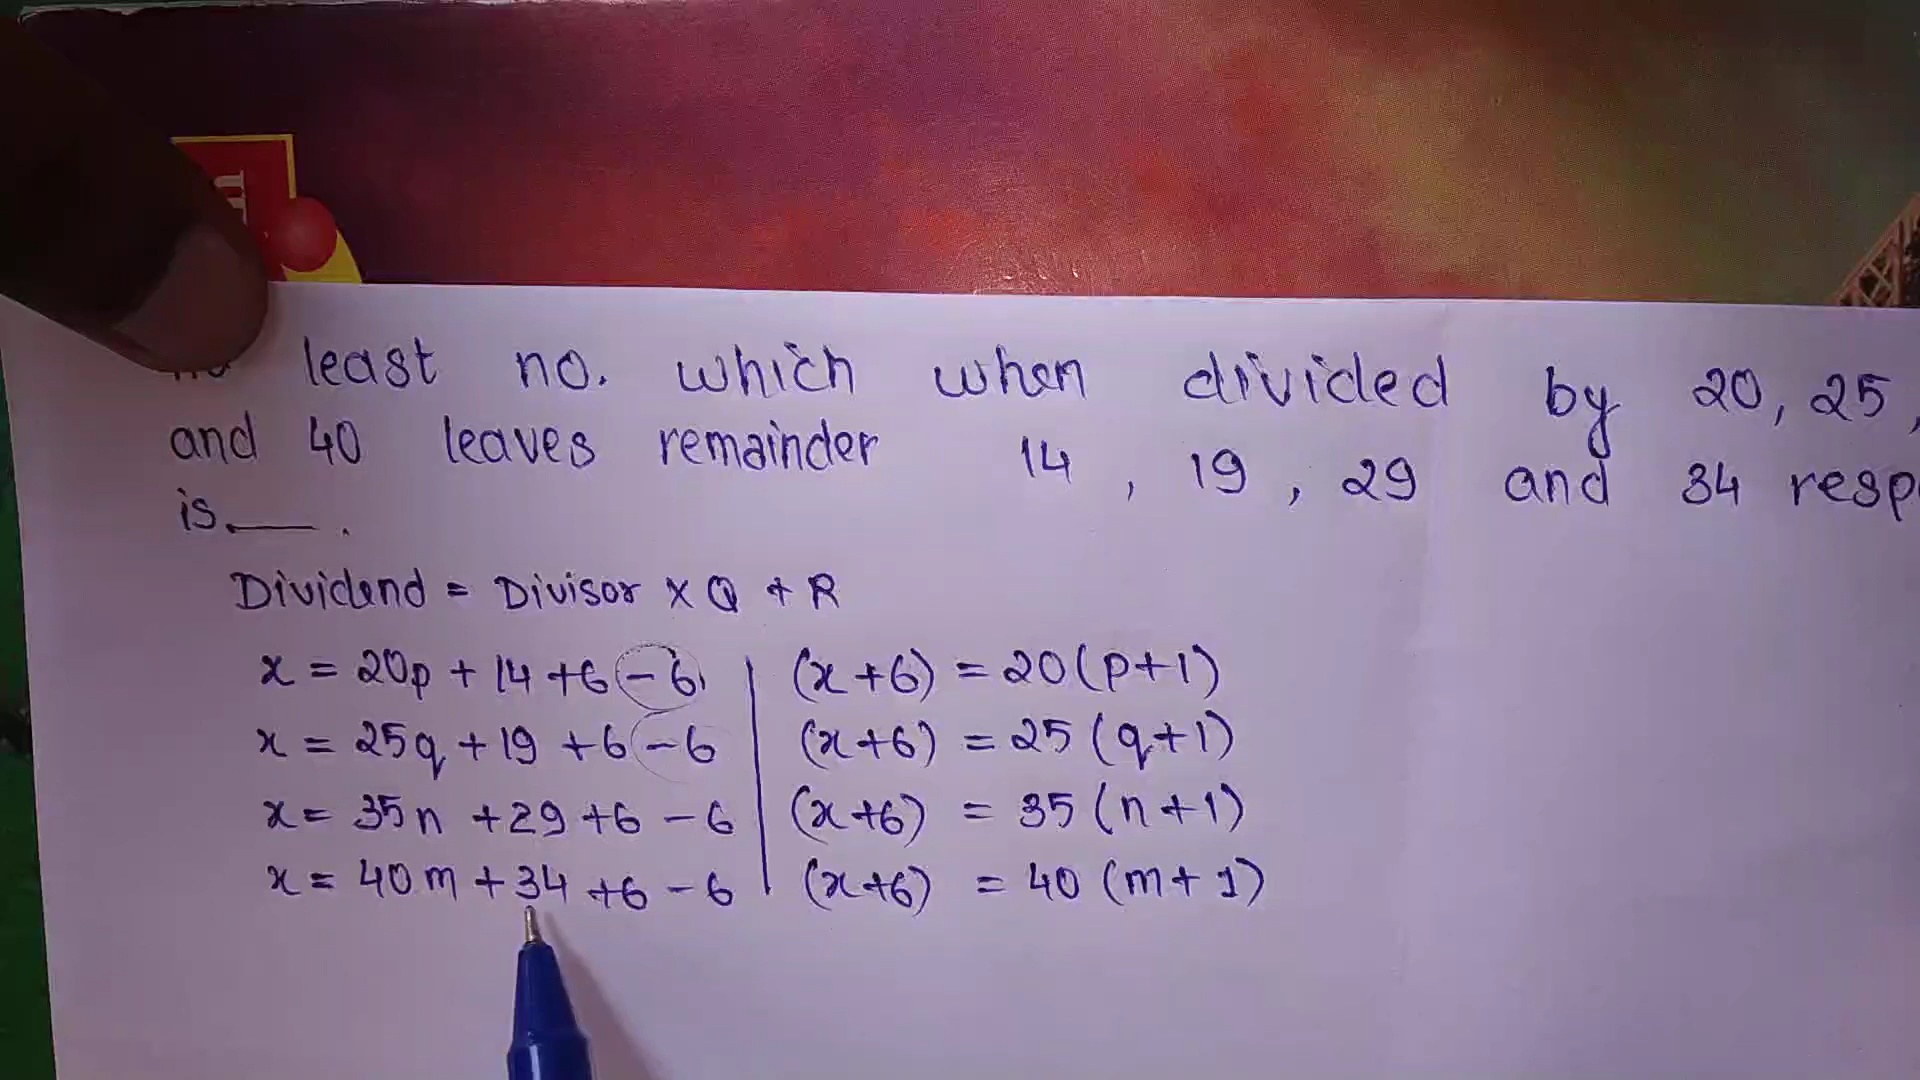 least no. which when divided by 20, 25,
and 40 leaves remainder 14, 19, 29 and 34 resp
is ___.
Dividend = Divisor x Q + R
x = 20p + 14 +6 -6
x = 25q + 19 +6 -6
x = 35n +29 +6 -6
x = 40m + 34 +6 -6
(x+6) = 20(p+1)
(x+6) = 25(q+1)
(x+6) = 35(n+1)
(x+6) = 40(m+1)